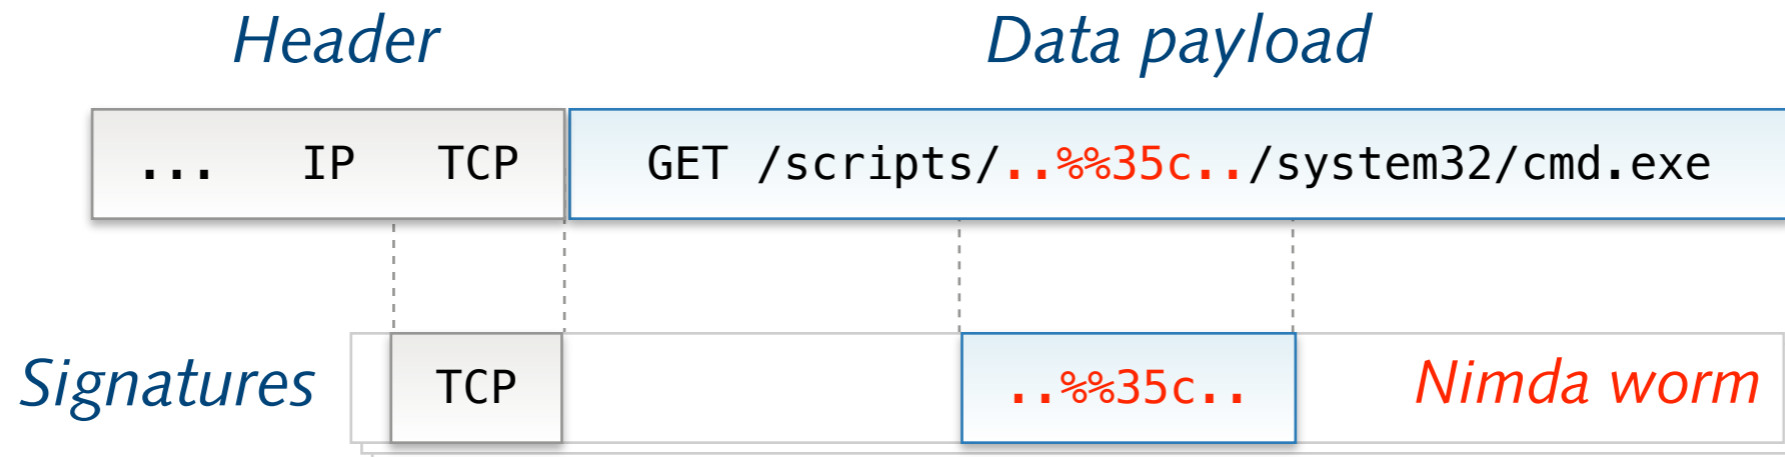 Header Data payload
... IP TCP GET /scripts/..%%35c../system32/cmd.exe
Signatures TCP ..%%35c.. Nimda worm